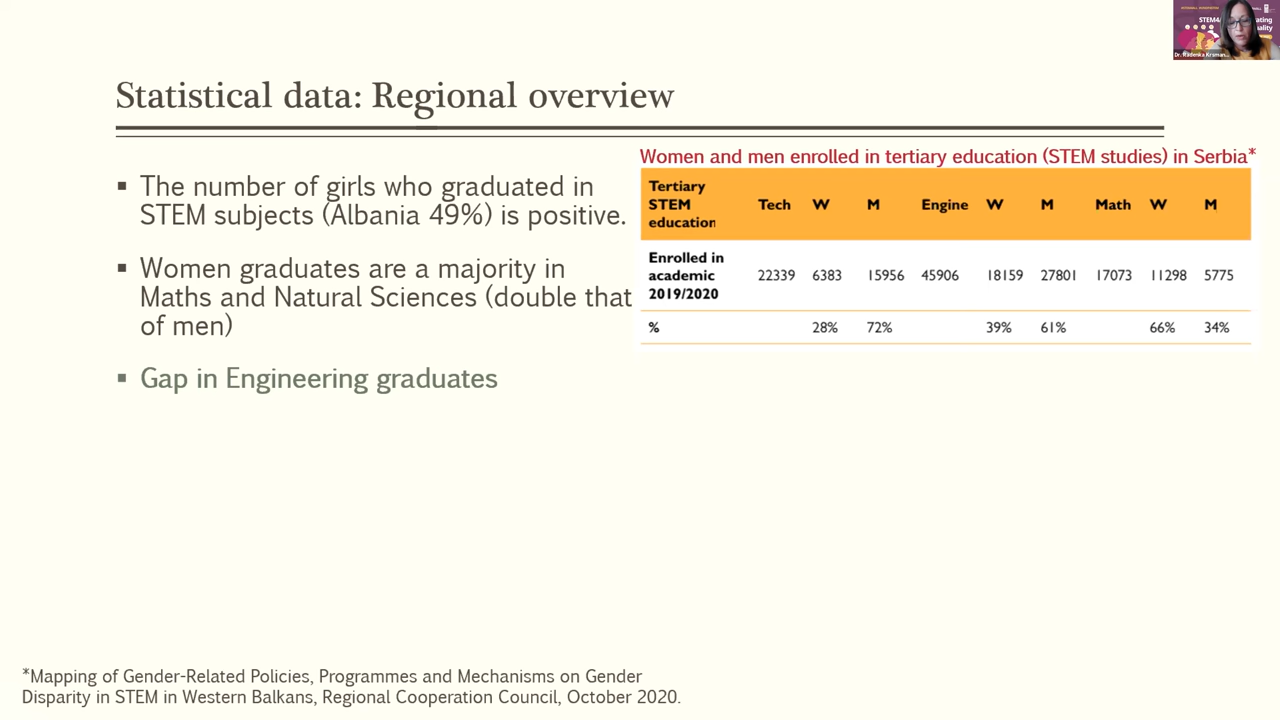 Statistical data: Regional overview
▪ The number of girls who graduated in
STEM subjects (Albania 49%) is positive.
▪ Women graduates are a majority in
Maths and Natural Sciences (double that
of men)
▪ Gap in Engineering graduates
Women and men enrolled in tertiary education (STEM studies) in Serbia*
Tertiary
STEM
education
Tech W M Engine W M Math W M
Enrolled in
academic
2019/2020
22339 6383 15956 45906 18159 27801 17073 11298 5775
% 28% 72% 39% 61% 66% 34%
*Mapping of Gender-Related Policies, Programmes and Mechanisms on Gender
Disparity in STEM in Western Balkans, Regional Cooperation Council, October 2020.